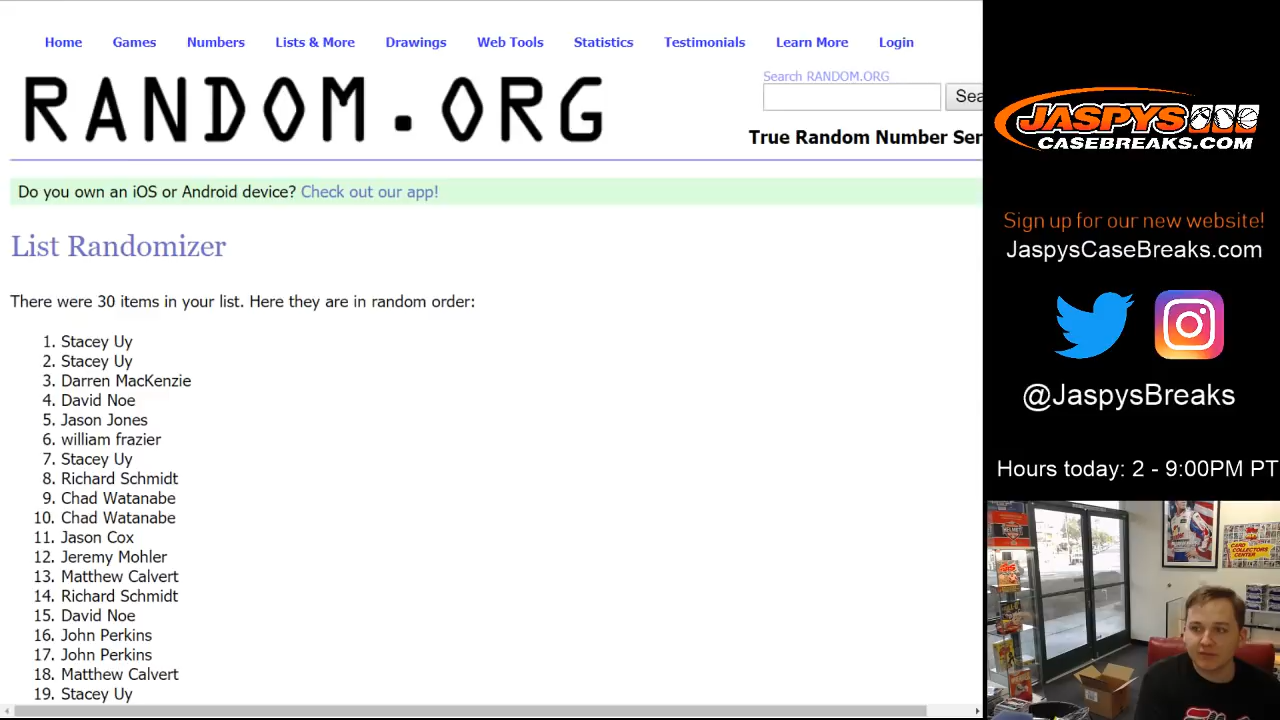 Home Games Numbers Lists & More Drawings Web Tools Statistics Testimonials Learn More Login
RANDOM.ORG
Search RANDOM.ORG
Sea
True Random Number Ser
Do you own an iOS or Android device? Check out our app!
List Randomizer
There were 30 items in your list. Here they are in random order:
1. Stacey Uy
2. Stacey Uy
3. Darren MacKenzie
4. David Noe
5. Jason Jones
6. william frazier
7. Stacey Uy
8. Richard Schmidt
9. Chad Watanabe
10. Chad Watanabe
11. Jason Cox
12. Jeremy Mohler
13. Matthew Calvert
14. Richard Schmidt
15. David Noe
16. John Perkins
17. John Perkins
18. Matthew Calvert
19. Stacey Uy
JASPYS
CASEBREAKS.COM
Sign up for our new website!
JaspysCaseBreaks.com
@JaspysBreaks
Hours today: 2 - 9:00PM PT
CARD
COLLECTORS
CENTER